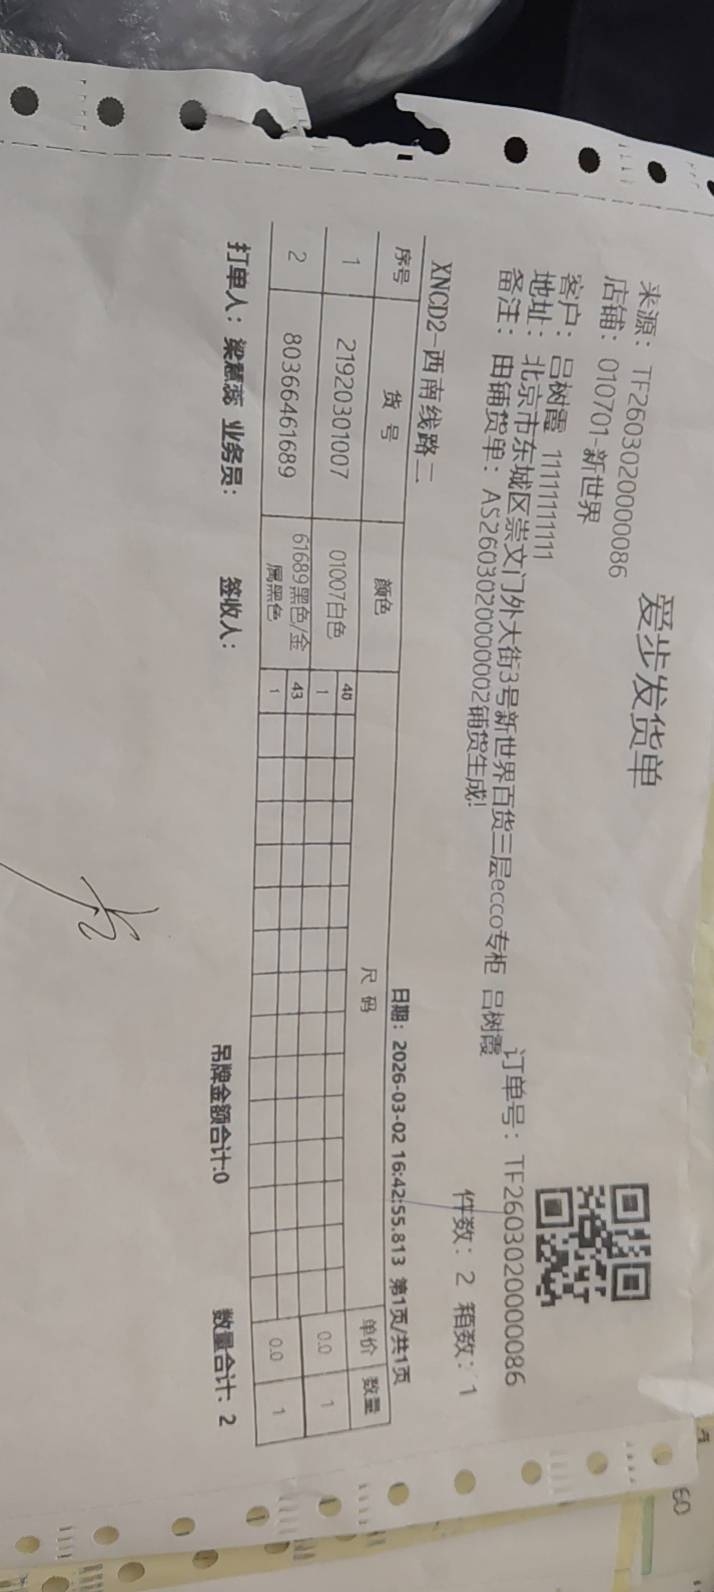 爱步发货单
来源：TF2603020000086
店铺：010701-新世界
客户：吕树霞 11111111111
订单号：TF2603020000086
地址：北京市东城区崇文门外大街3号新世界百货三层ecco专柜 吕树霞
备注：由铺货单：AS2603020000002铺货生成!
件数：2 箱数：1
XNCD2-西南线路二
日期：2026-03-02 16:42:55.813 第1页/共1页
序号 货号 颜色 尺码 单价 数量
1 21920301007 01007白色 40 1 0.0 1
2 80366461689 61689黑色/金属黑色 43 1 0.0 1
打单人：梁慧蕊 业务员： 签收人： 吊牌金额合计:0 数量合计：2
60